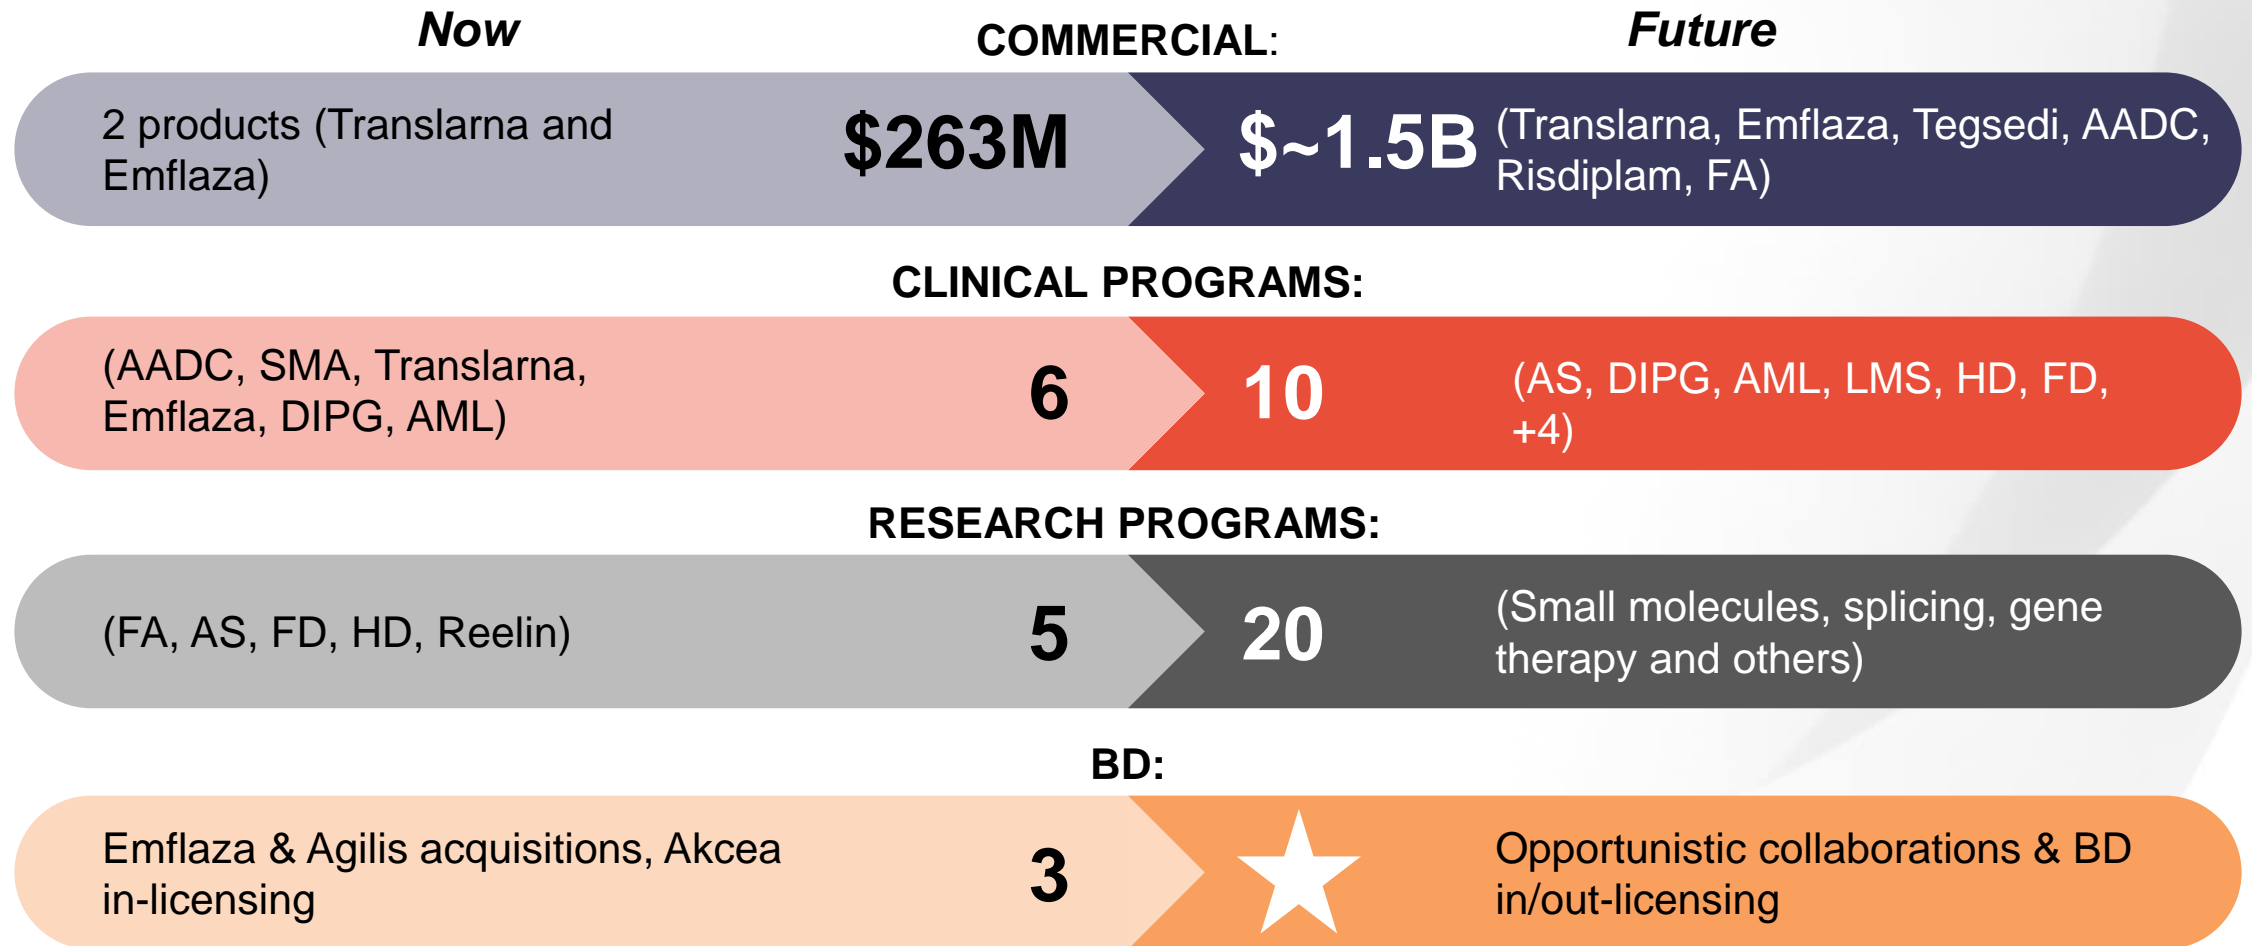 Now
COMMERCIAL:
Future
2 products (Translarna and
Emflaza)
$263M
$~1.5B
(Translarna, Emflaza, Tegsedi, AADC,
Risdiplam, FA)
CLINICAL PROGRAMS:
(AADC, SMA, Translarna,
Emflaza, DIPG, AML)
6
10
(AS, DIPG, AML, LMS, HD, FD,
+4)
RESEARCH PROGRAMS:
(FA, AS, FD, HD, Reelin)
5
20
(Small molecules, splicing, gene
therapy and others)
BD:
Emflaza & Agilis acquisitions, Akcea
in-licensing
3
Opportunistic collaborations & BD
in/out-licensing